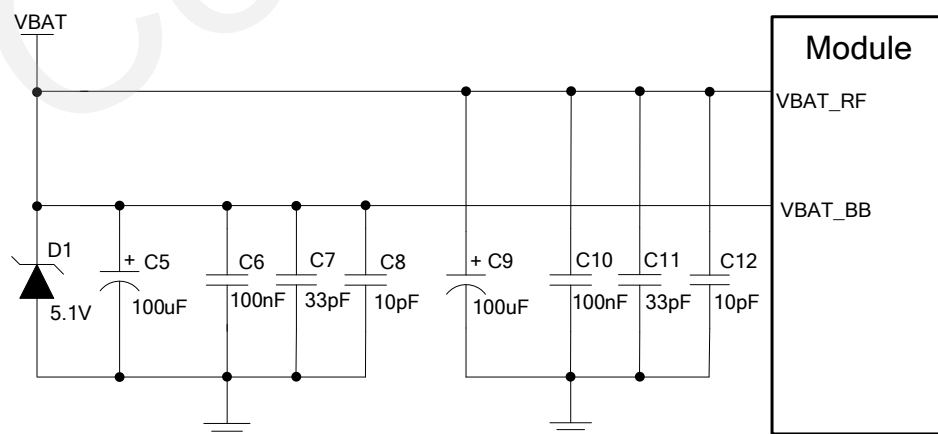 VBAT
Module
VBAT_RF
VBAT_BB
D1
5.1V
+ C5
100uF
C6
100nF
C7
33pF
C8
10pF
+ C9
100uF
C10
100nF
C11
33pF
C12
10pF